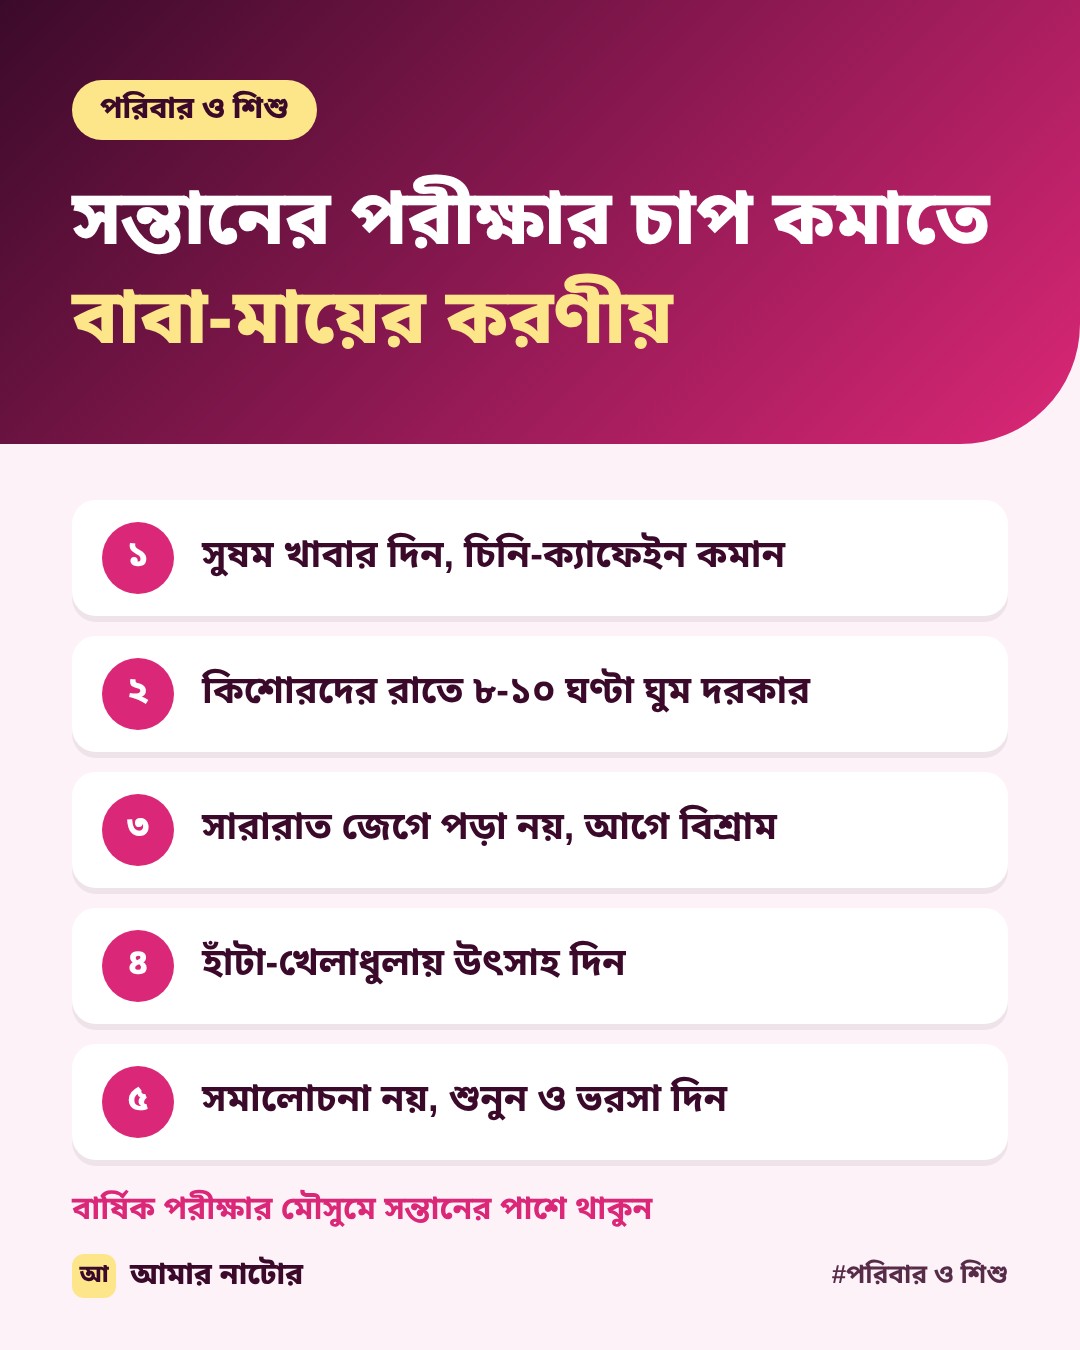 পরিবার ও শিশু
সন্তানের পরীক্ষার চাপ কমাতে
বাবা-মায়ের করণীয়
১ সুষম খাবার দিন, চিনি-ক্যাফেইন কমান
২ কিশোরদের রাতে ৮-১০ ঘণ্টা ঘুম দরকার
৩ সারারাত জেগে পড়া নয়, আগে বিশ্রাম
৪ হাঁটা-খেলাধুলায় উৎসাহ দিন
৫ সমালোচনা নয়, শুনুন ও ভরসা দিন
বার্ষিক পরীক্ষার মৌসুমে সন্তানের পাশে থাকুন
আ আমার নাটোর #পরিবার ও শিশু